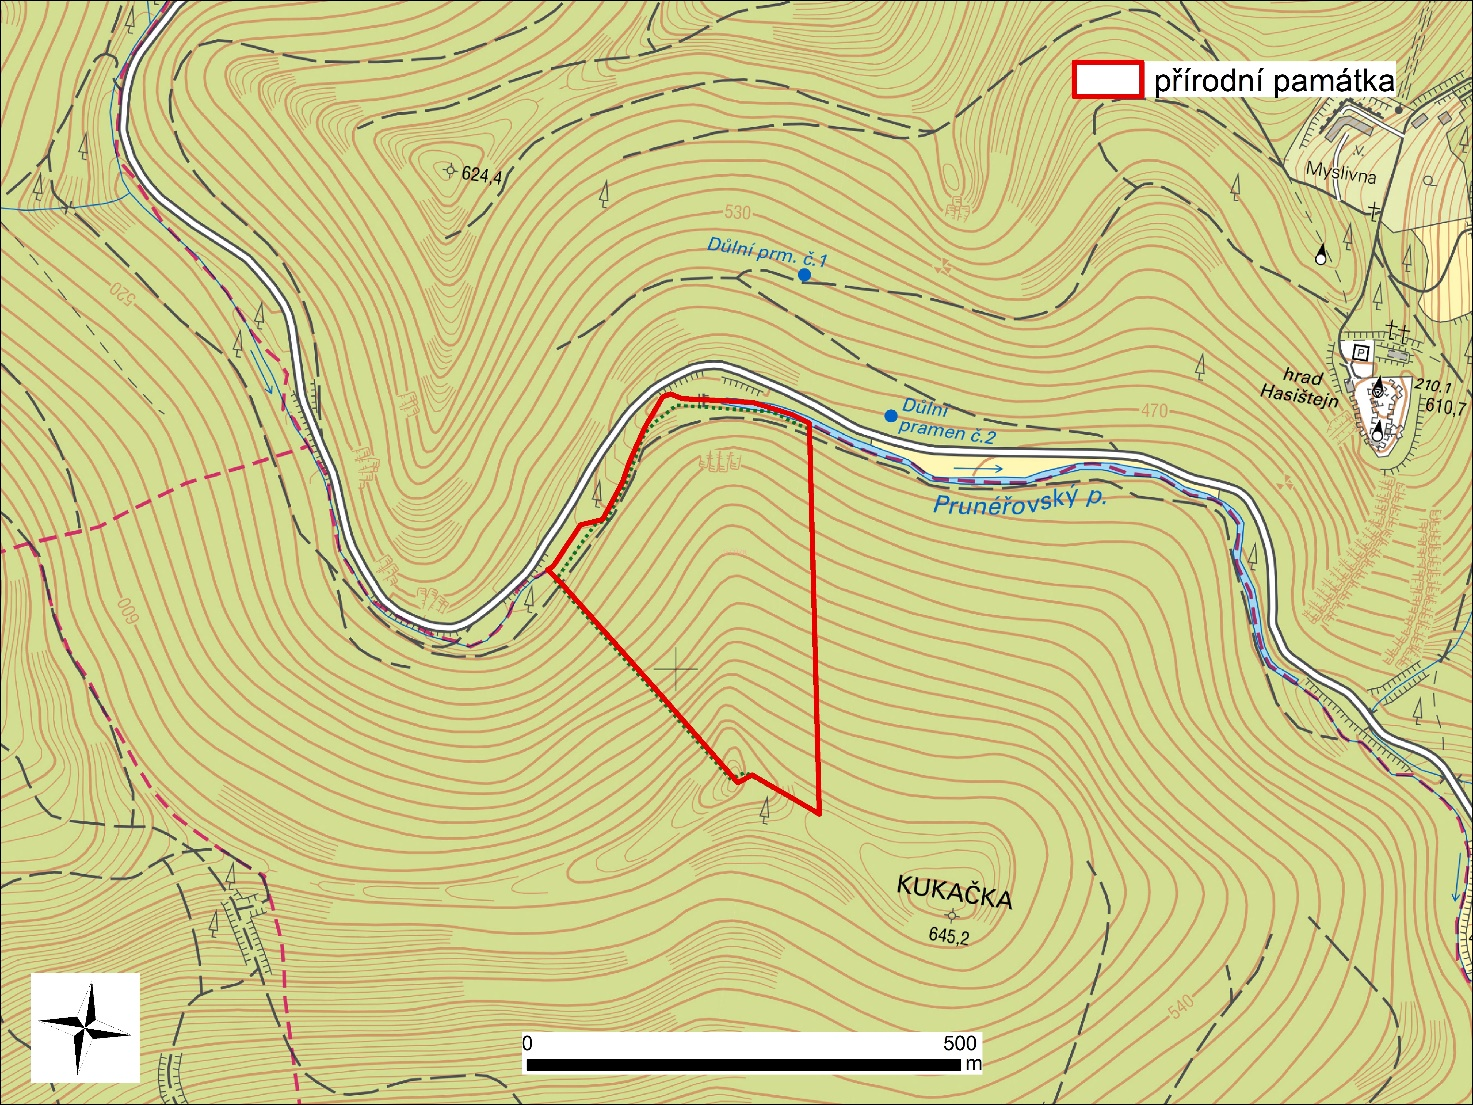 přírodní památka
Myslivna
624,4
530
Důlní prm. č.1
520
hrad
Hasištejn
210.1
610,7
P
470
Důlní
pramen č.2
Prunéřovský p.
600
KUKAČKA
645,2
540
0 500
m